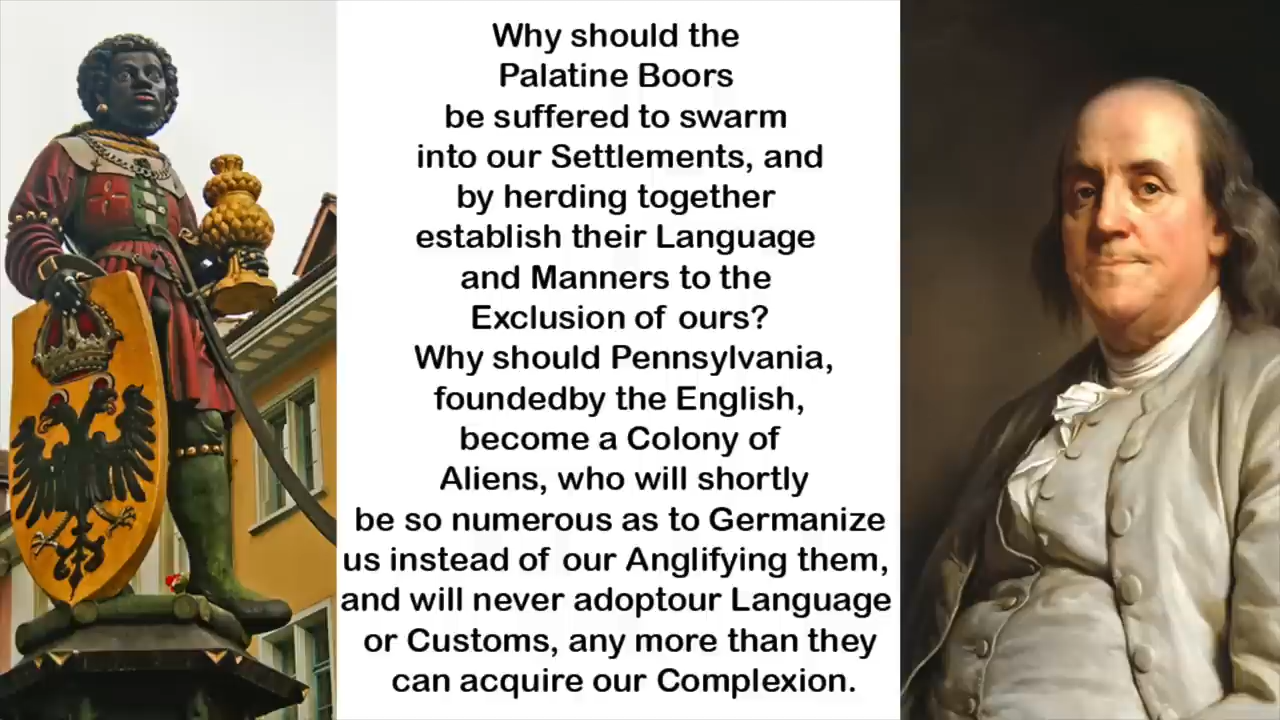 Why should the
Palatine Boors
be suffered to swarm
into our Settlements, and
by herding together
establish their Language
and Manners to the
Exclusion of ours?
Why should Pennsylvania,
foundedby the English,
become a Colony of
Aliens, who will shortly
be so numerous as to Germanize
us instead of our Anglifying them,
and will never adoptour Language
or Customs, any more than they
can acquire our Complexion.